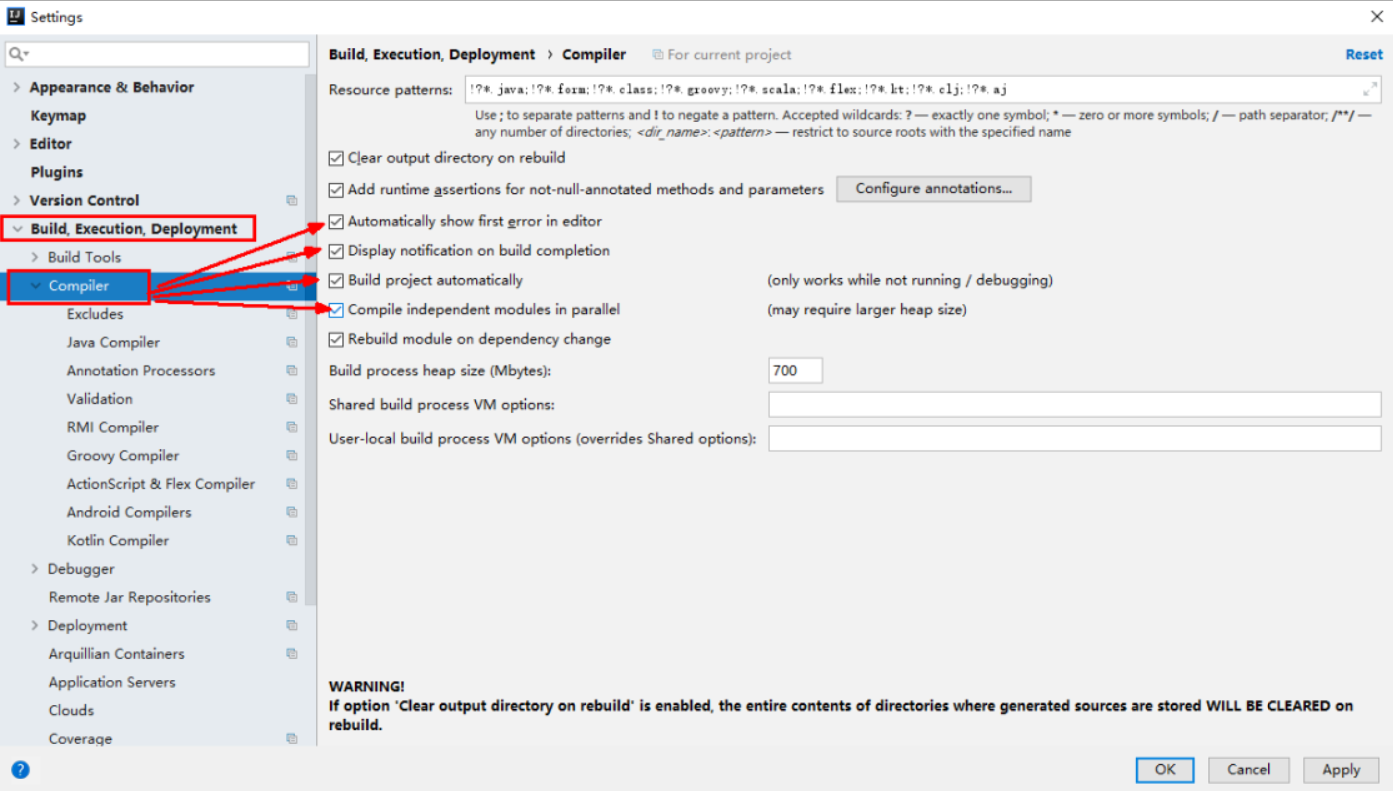 Settings
Appearance & Behavior
Keymap
Editor
Plugins
Version Control
Build, Execution, Deployment
Build Tools
Compiler
Excludes
Java Compiler
Annotation Processors
Validation
RMI Compiler
Groovy Compiler
ActionScript & Flex Compiler
Android Compilers
Kotlin Compiler
Debugger
Remote Jar Repositories
Deployment
Arquillian Containers
Application Servers
Clouds
Coverage
Build, Execution, Deployment › Compiler For current project Reset
Resource patterns: !?*.java;!?*.form;!?*.class;!?*.groovy;!?*.scala;!?*.flex;!?*.kt;!?*.clj;!?*.aj
Use ; to separate patterns and ! to negate a pattern. Accepted wildcards: ? — exactly one symbol; * — zero or more symbols; / — path separator; /**/ —
any number of directories; <dir_name>:<pattern> — restrict to source roots with the specified name
Clear output directory on rebuild
Add runtime assertions for not-null-annotated methods and parameters Configure annotations...
Automatically show first error in editor
Display notification on build completion
Build project automatically (only works while not running / debugging)
Compile independent modules in parallel (may require larger heap size)
Rebuild module on dependency change
Build process heap size (Mbytes): 700
Shared build process VM options:
User-local build process VM options (overrides Shared options):
WARNING!
If option 'Clear output directory on rebuild' is enabled, the entire contents of directories where generated sources are stored WILL BE CLEARED on
rebuild.
? OK Cancel Apply